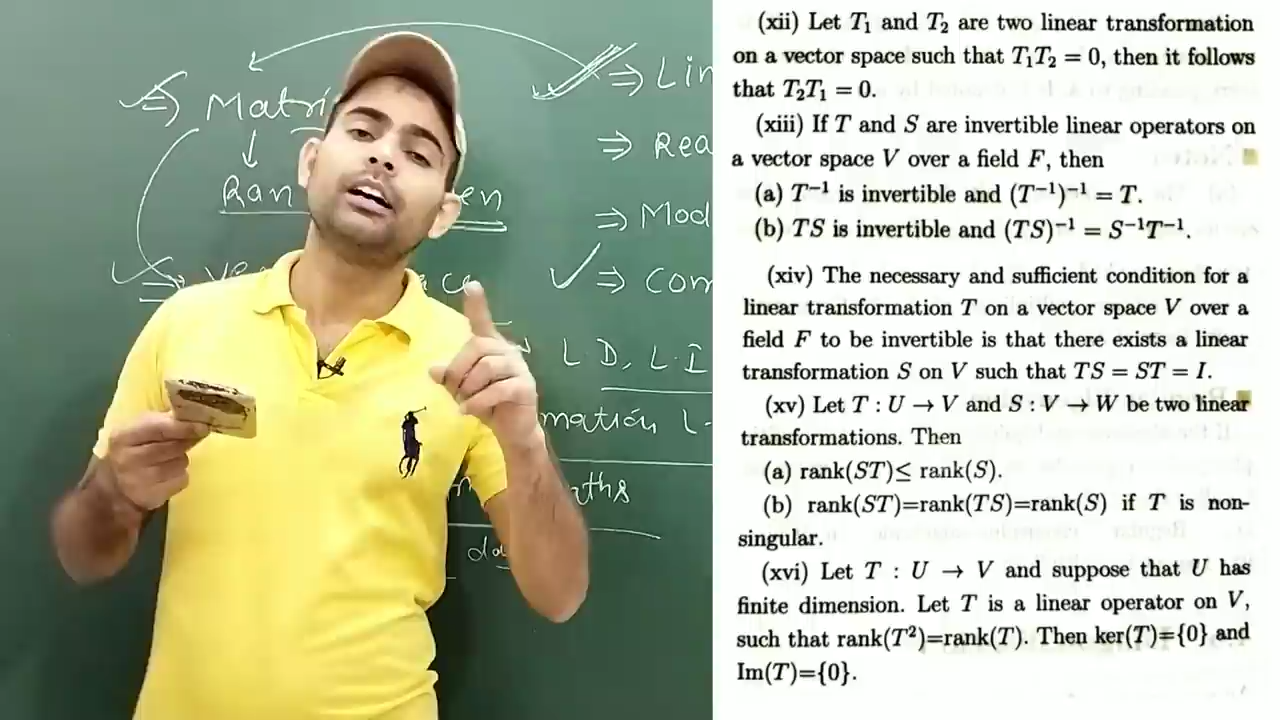 ⇒ Matri
Ran en
⇒ Ve ace
⇒ Lin
⇒ Rea
⇒ Mod
⇒ Com
L.D, L.I
mation L-
ths
da
(xii) Let T₁ and T₂ are two linear transformation
on a vector space such that T₁T₂ = 0, then it follows
that T₂T₁ = 0.
(xiii) If T and S are invertible linear operators on
a vector space V over a field F, then
(a) T⁻¹ is invertible and (T⁻¹)⁻¹ = T.
(b) TS is invertible and (TS)⁻¹ = S⁻¹T⁻¹.
(xiv) The necessary and sufficient condition for a
linear transformation T on a vector space V over a
field F to be invertible is that there exists a linear
transformation S on V such that TS = ST = I.
(xv) Let T : U → V and S : V → W be two linear
transformations. Then
(a) rank(ST)≤ rank(S).
(b) rank(ST)=rank(TS)=rank(S) if T is non-
singular.
(xvi) Let T : U → V and suppose that U has
finite dimension. Let T is a linear operator on V,
such that rank(T²)=rank(T). Then ker(T)={0} and
Im(T)={0}.